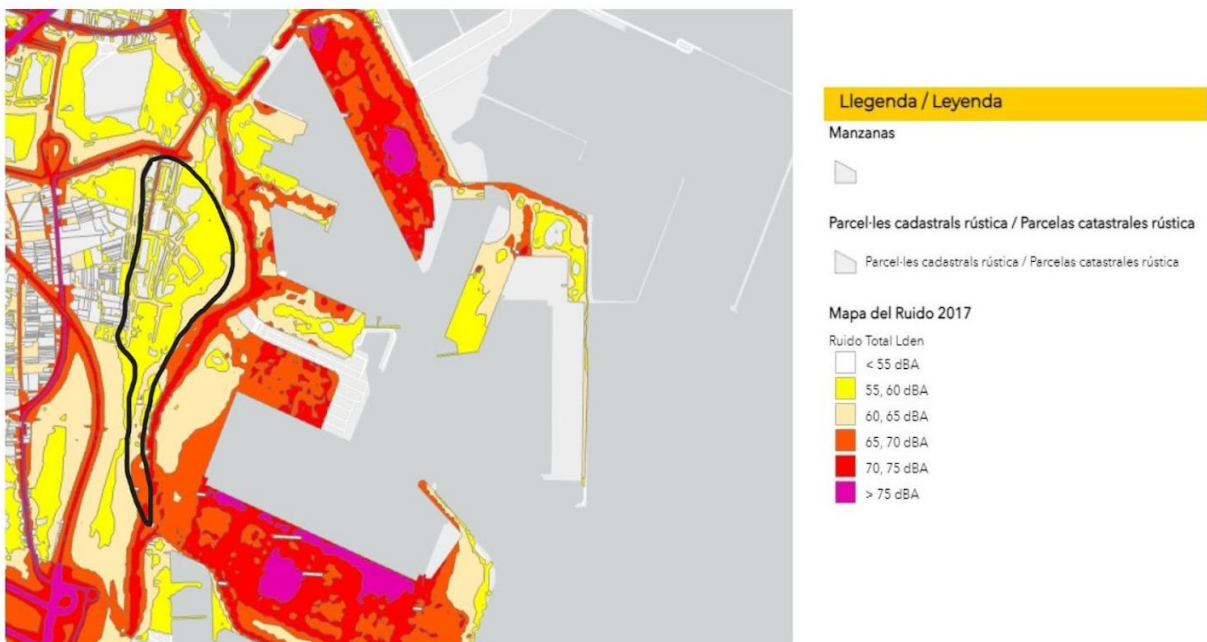 Llegenda / Leyenda
Manzanas
Parcel·les cadastrals rústica / Parcelas catastrales rústica
Parcel·les cadastrals rústica / Parcelas catastrales rústica
Mapa del Ruido 2017
Ruido Total Lden
< 55 dBA
55, 60 dBA
60, 65 dBA
65, 70 dBA
70, 75 dBA
> 75 dBA